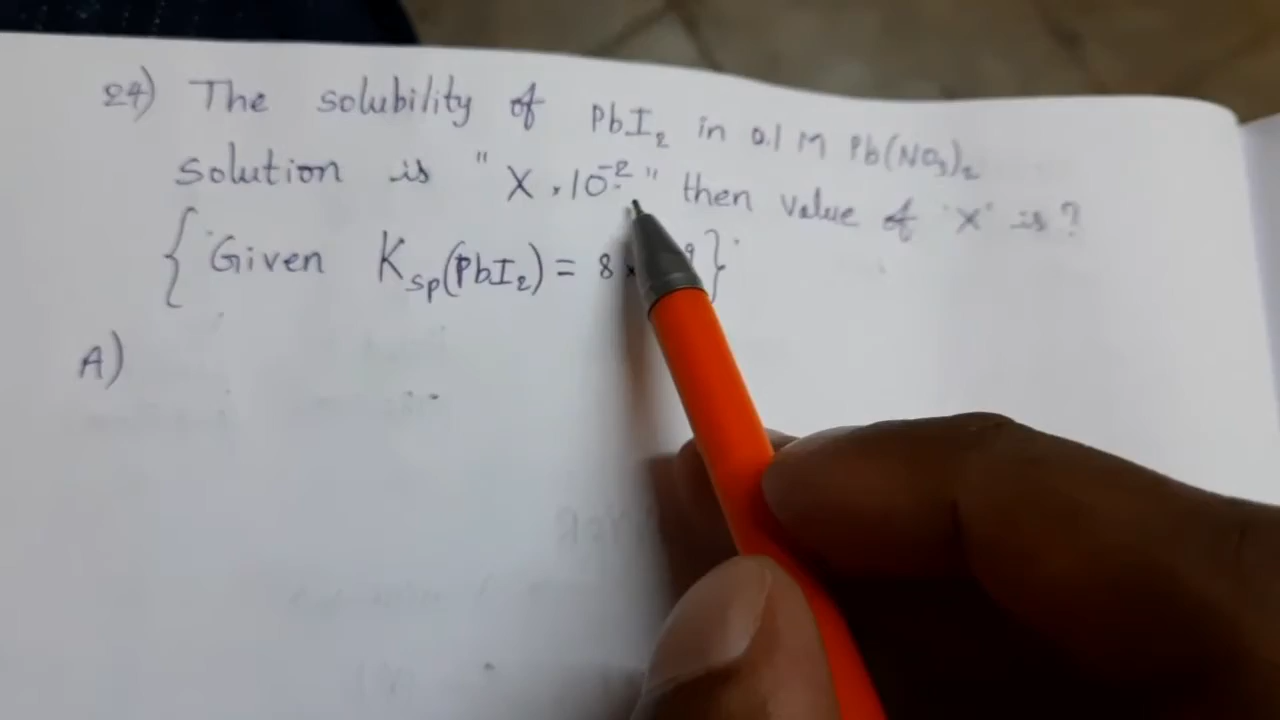 24) The solubility of PbI₂ in 0.1 M Pb(NO₃)₂
solution is " X . 10⁻² " then value of "X" is ?
{ Given Ksp(PbI₂) = 8 × ⁹ }
A)